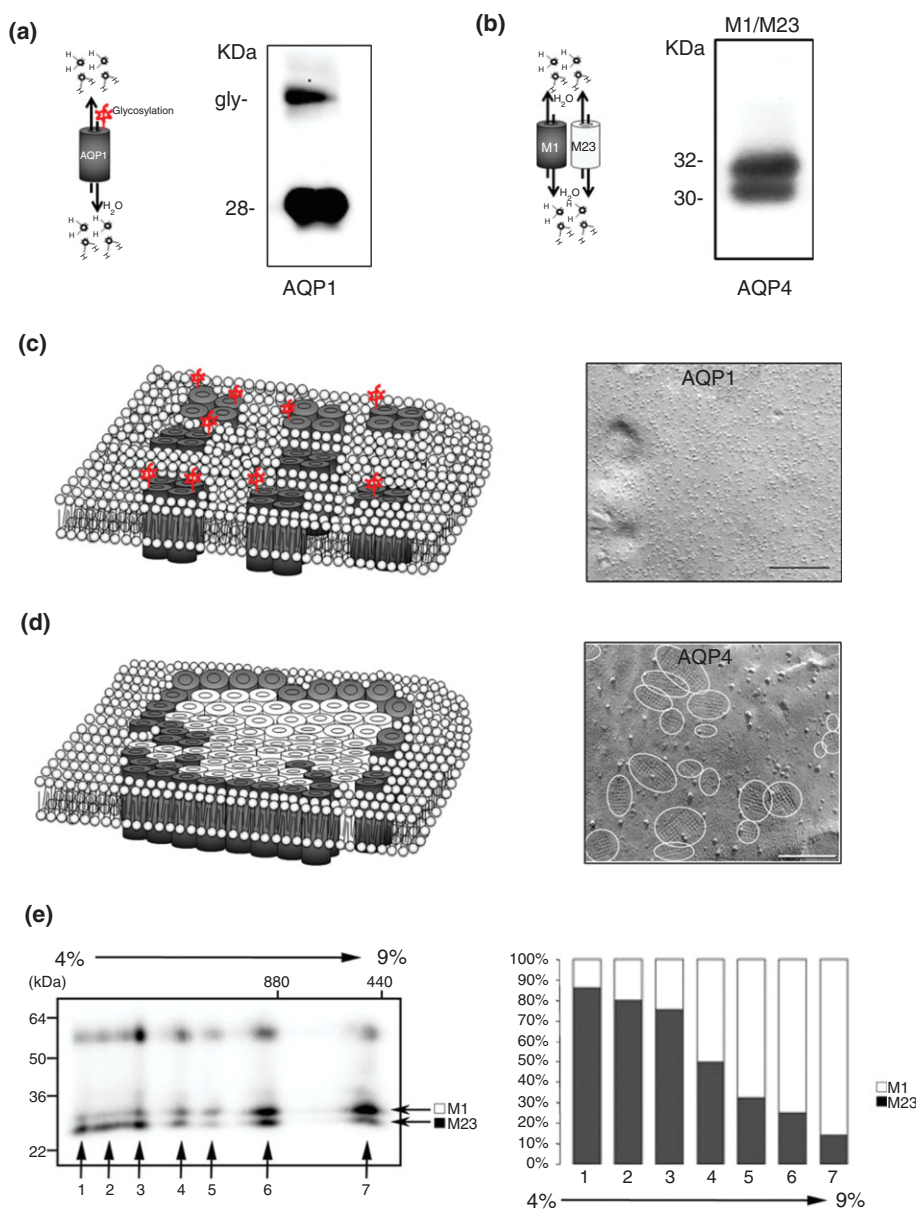 (a)
KDa
gly-
28-
AQP1
Glycosylation
AQP1
H₂O
H
H
H
H
H
H
H
H
H
H
H
H
(b)
M1/M23
KDa
32-
30-
AQP4
H₂O
M1
M23
H₂O
H
H
H
H
H
H
H
H
H
H
H
H
(c)
AQP1
(d)
AQP4
(e)
4%
9%
(kDa)
880
440
64
50
36
22
M1
M23
1 2 3 4 5 6 7
100%
90%
80%
70%
60%
50%
40%
30%
20%
10%
0%
1 2 3 4 5 6 7
4%
9%
M1
M23